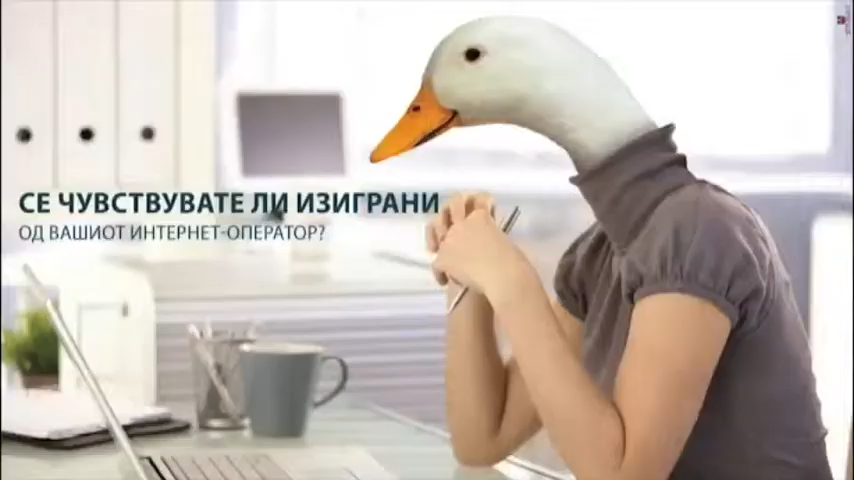 СЕ ЧУВСТВУВАТЕ ЛИ ИЗИГРАНИ
ОД ВАШИОТ ИНТЕРНЕТ-ОПЕРАТОР?